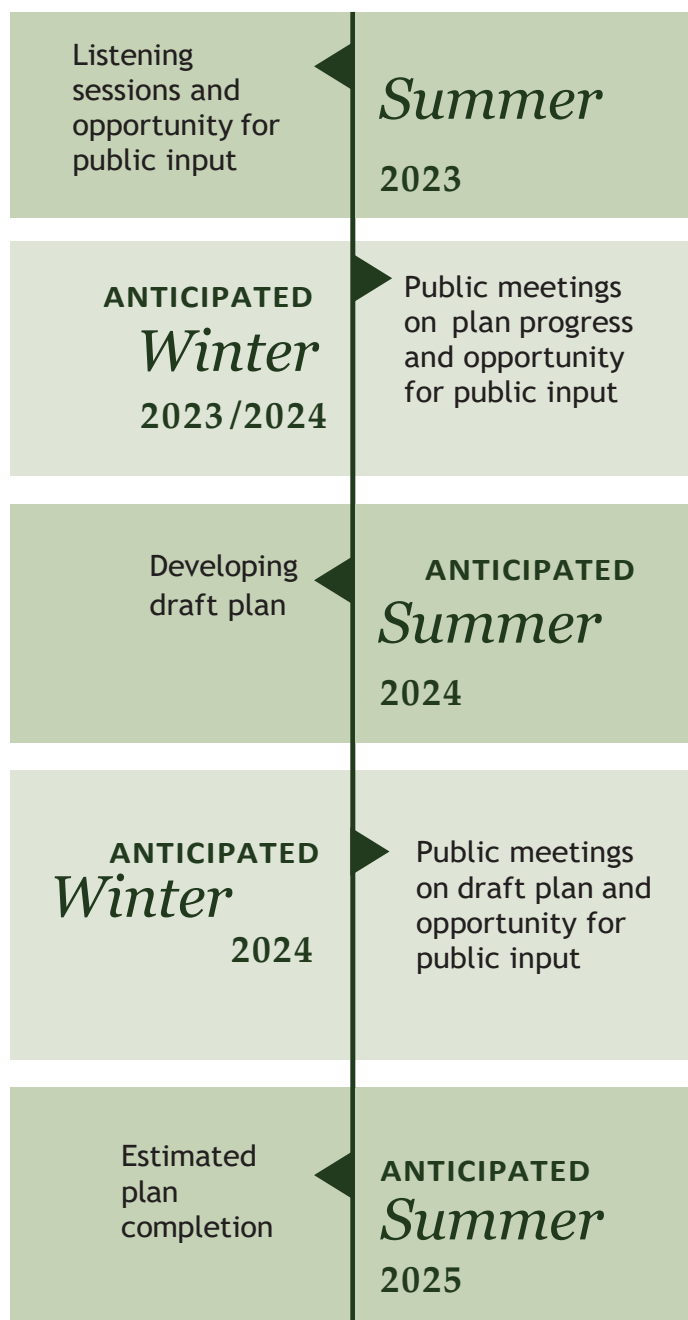 Listening
sessions and
opportunity for
public input
Summer
2023
ANTICIPATED
Winter
2023/2024
Public meetings
on plan progress
and opportunity
for public input
Developing
draft plan
ANTICIPATED
Summer
2024
ANTICIPATED
Winter
2024
Public meetings
on draft plan and
opportunity for
public input
Estimated
plan
completion
ANTICIPATED
Summer
2025